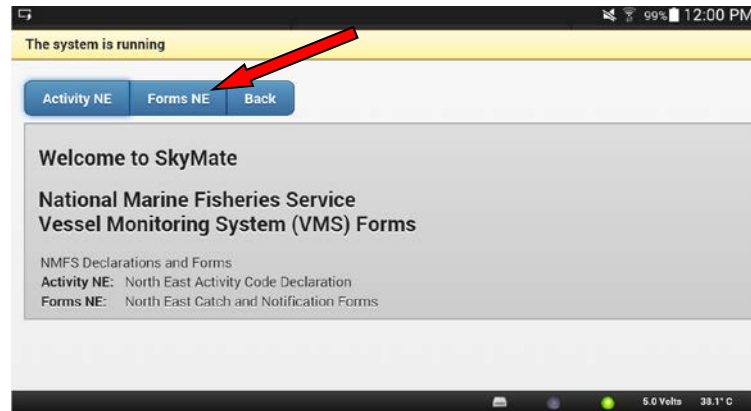 99% 12:00 PM
The system is running
Activity NE Forms NE Back
Welcome to SkyMate
National Marine Fisheries Service
Vessel Monitoring System (VMS) Forms
NMFS Declarations and Forms
Activity NE: North East Activity Code Declaration
Forms NE: North East Catch and Notification Forms
5.0 Volts 38.1° C